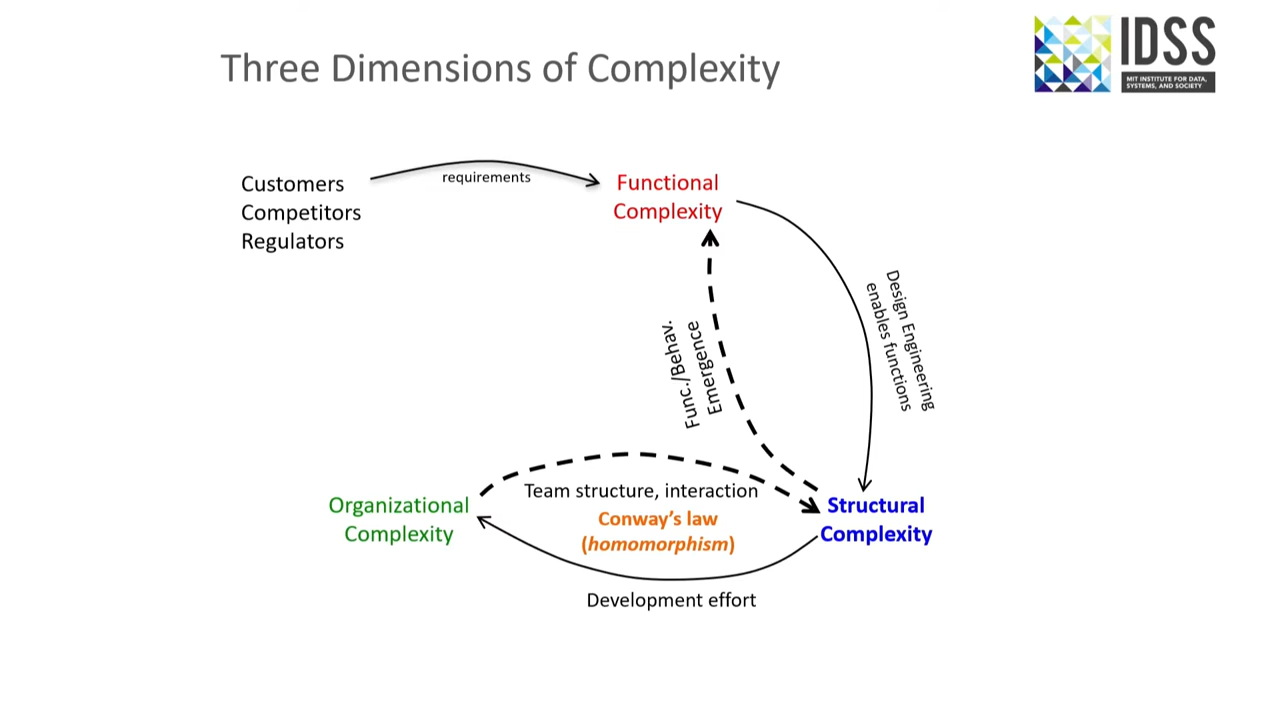 Three Dimensions of Complexity
IDSS
MIT INSTITUTE FOR DATA,
SYSTEMS, AND SOCIETY
Customers
Competitors
Regulators
requirements
Functional
Complexity
Design Engineering
enables functions
Func./Behav.
Emergence
Organizational
Complexity
Team structure, interaction
Conway's law
(homomorphism)
Structural
Complexity
Development effort